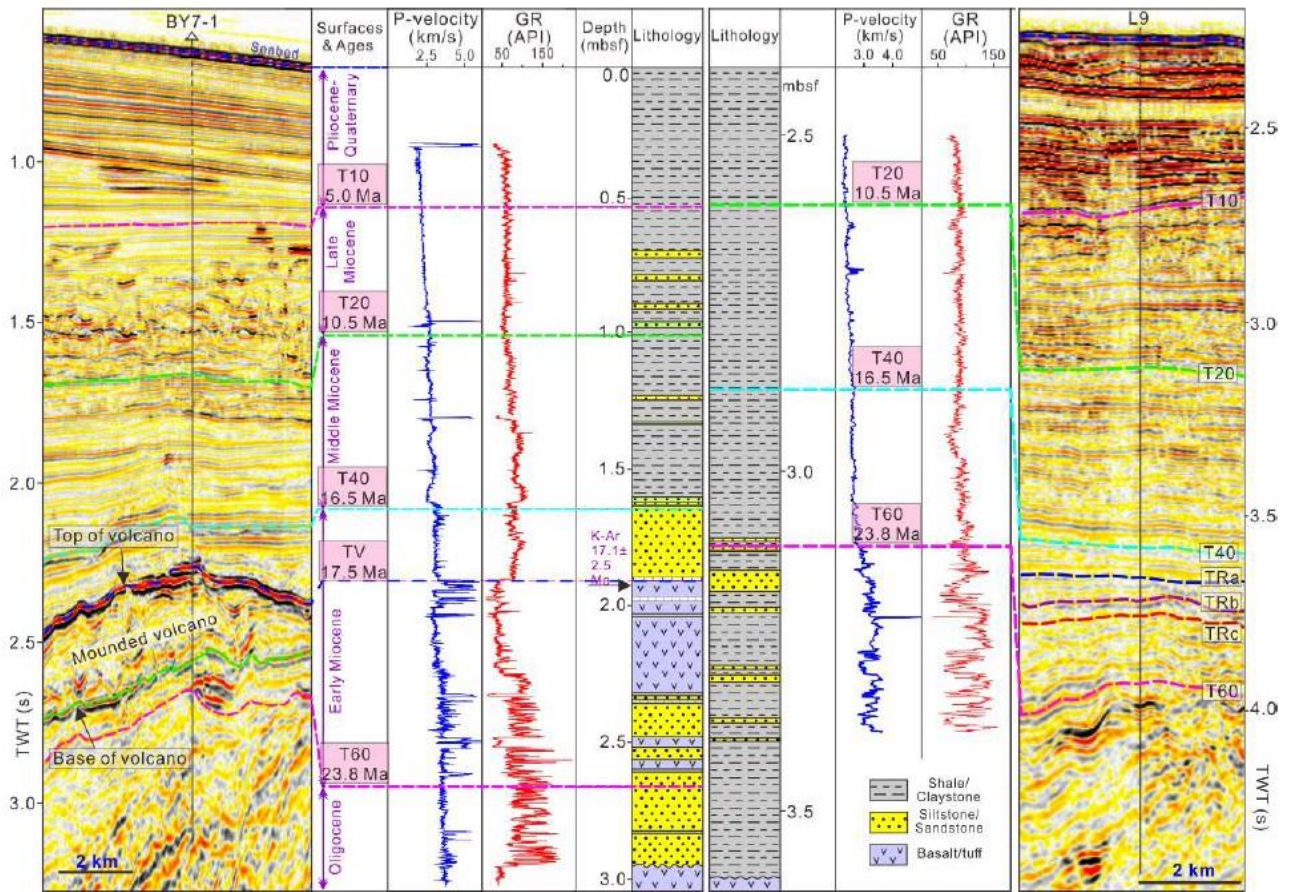 BY7-1
Seabed
1.0
1.5
2.0
2.5
3.0
TWT (s)
Top of volcano
Mounded volcano
Base of volcano
2 km
Surfaces
& Ages
Pliocene-
Quaternary
T10
5.0 Ma
Late
Miocene
T20
10.5 Ma
Middle Miocene
T40
16.5 Ma
TV
17.5 Ma
Early Miocene
T60
23.8 Ma
Oligocene
P-velocity
(km/s)
2.5 5.0
GR
(API)
50 150
Depth
(mbsf)
0.0
0.5
1.0
1.5
K-Ar
17.1±
2.5
Ma
2.0
2.5
3.0
Lithology
Lithology
mbsf
2.5
3.0
3.5
P-velocity
(km/s)
3.0 4.0
T20
10.5 Ma
T40
16.5 Ma
T60
23.8 Ma
GR
(API)
50 150
Shale/
Claystone
Siltstone/
Sandstone
Basalt/tuff
L9
T10
T20
T40
TRa
TRb
TRc
T60
2 km
2.5
3.0
3.5
4.0
TWT (s)